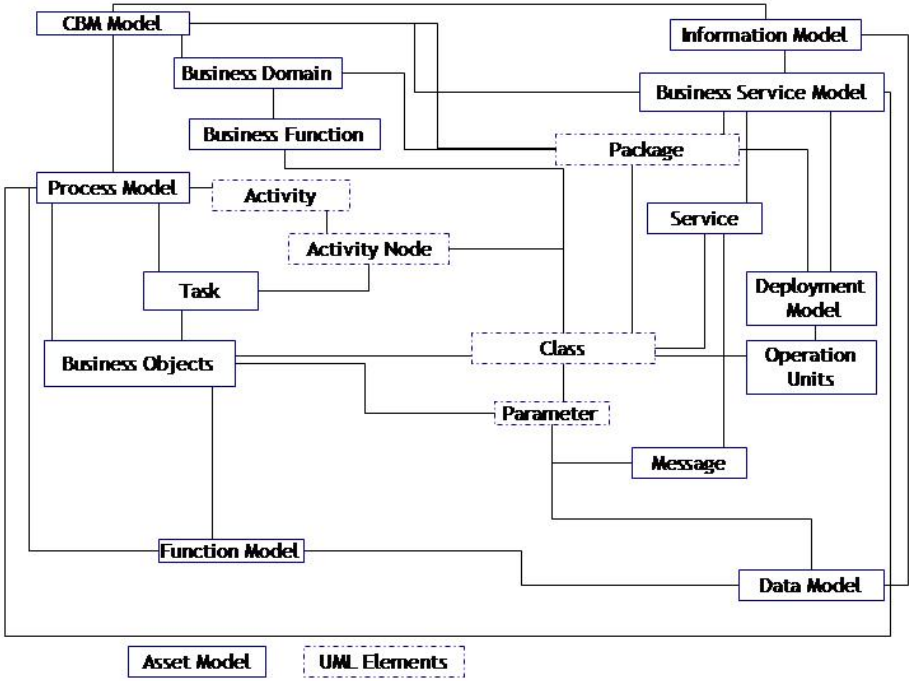 CBM Model
Information Model
Business Domain
Business Service Model
Business Function
Package
Process Model
Activity
Service
Activity Node
Task
Deployment
Model
Class
Business Objects
Operation
Units
Parameter
Message
Function Model
Data Model
Asset Model
UML Elements